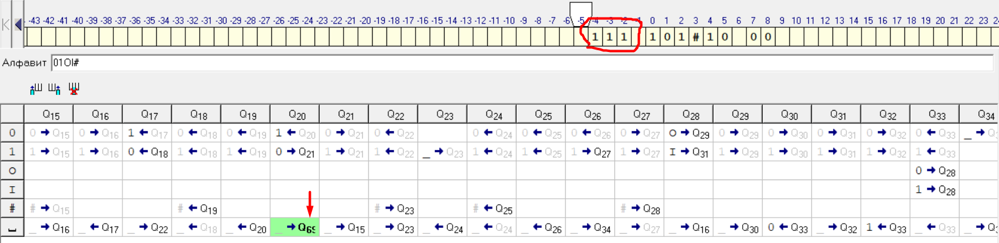 -43 -42 -41 -40 -39 -38 -37 -36 -35 -34 -33 -32 -31 -30 -29 -28 -27 -26 -25 -24 -23 -22 -21 -20 -19 -18 -17 -16 -15 -14 -13 -12 -11 -10 -9 -8 -7 -6 -5 -4 -3 -2 -1 0 1 2 3 4 5 6 7 8 9 10 11 12 13 14 15 16 17 18 19 20 21 22 23
1 1 1 1 0 1 # 1 0 0 0
Алфавит 01OI#
Q15 Q16 Q17 Q18 Q19 Q20 Q21 Q22 Q23 Q24 Q25 Q26 Q27 Q28 Q29 Q30 Q31 Q32 Q33 Q34
0 0 → Q15 0 → Q16 1 ← Q17 0 ← Q18 0 ← Q19 1 ← Q20 0 → Q21 0 ← Q22 0 ← Q24 0 ← Q25 0 ← Q26 0 → Q27 O → Q29 0 → Q29 0 → Q30 0 → Q31 0 → Q32 0 ← Q33 _ →
1 1 → Q15 1 → Q16 0 ← Q18 1 ← Q18 1 ← Q19 0 → Q21 1 → Q21 1 ← Q22 _ → Q23 1 ← Q24 1 ← Q25 1 → Q27 1 → Q27 I → Q31 1 → Q29 1 → Q30 1 → Q31 1 → Q32 1 ← Q33
O 0 → Q28
I 1 → Q28
# # → Q15 # ← Q19 # → Q23 # ← Q25 # → Q28
_ → Q16 _ ← Q17 _ → Q22 _ ← Q18 _ ← Q20 _ → Q6 _ → Q15 _ → Q23 _ ← Q24 _ ← Q24 _ ← Q26 _ → Q34 _ → Q27 _ → Q16 _ → Q30 0 ← Q33 _ → Q32 1 ← Q33 _ ← Q33 _ →